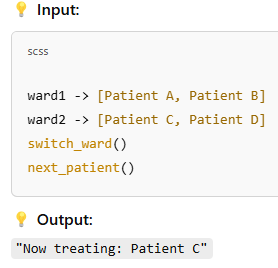 💡 Input:
scss
ward1 -> [Patient A, Patient B]
ward2 -> [Patient C, Patient D]
switch_ward()
next_patient()
💡 Output:
"Now treating: Patient C"